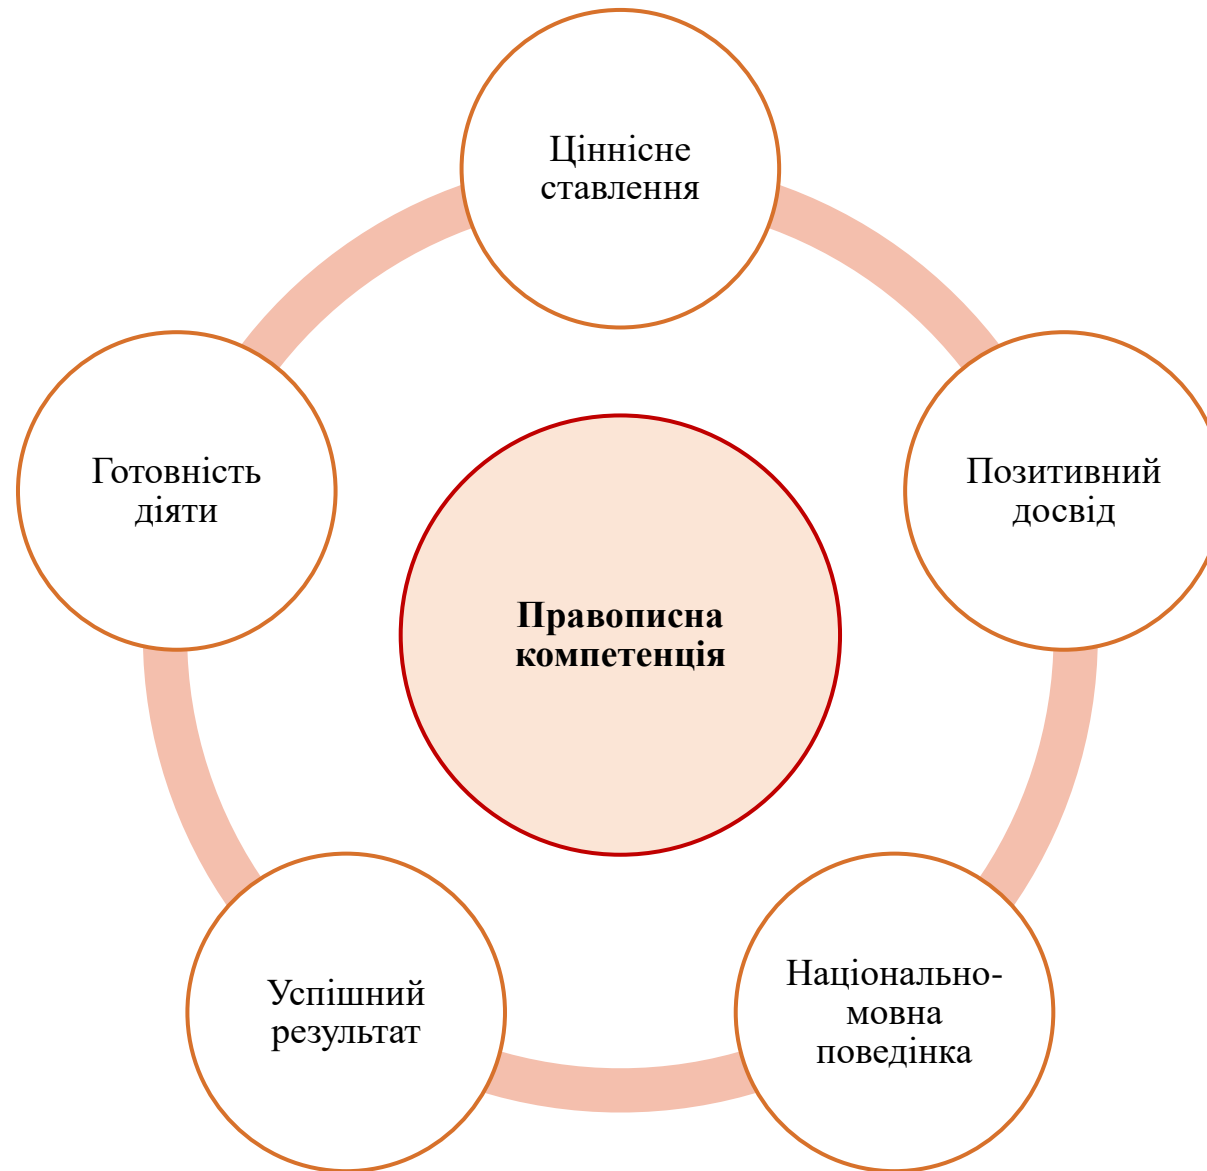 Ціннісне
ставлення
Готовність
діяти
Позитивний
досвід
Правописна
компетенція
Успішний
результат
Національно-
мовна
поведінка